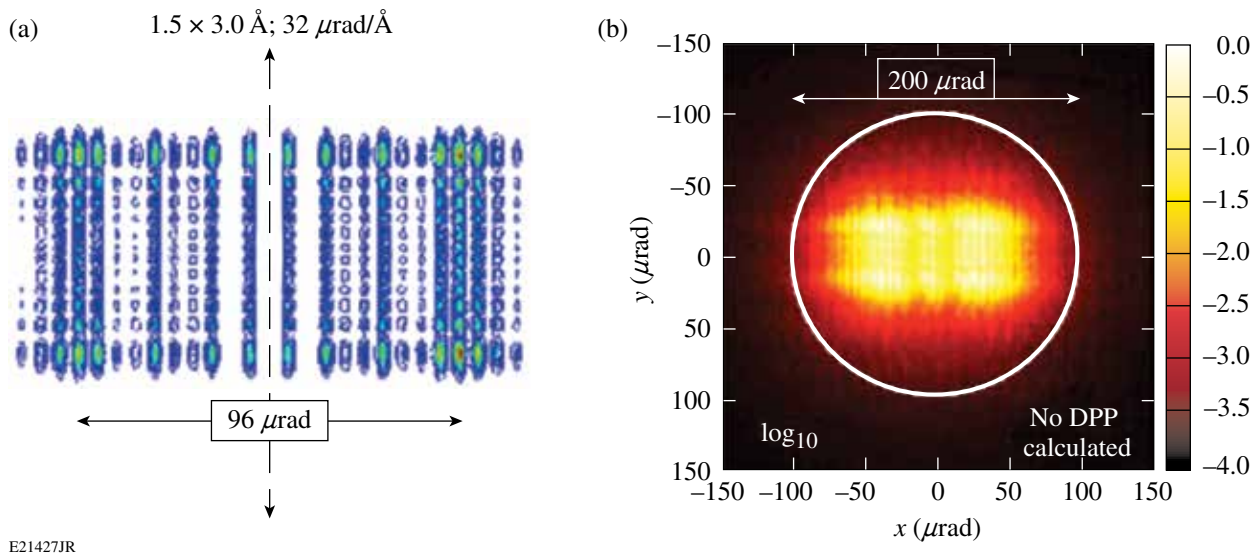 (a)
1.5 × 3.0 Å; 32 μrad/Å
96 μrad
E21427JR
(b)
–150
–100
–50
0
50
100
150
y (μrad)
200 μrad
log10
No DPP
calculated
–150 –100 –50 0 50 100 150
x (μrad)
0.0
–0.5
–1.0
–1.5
–2.0
–2.5
–3.0
–3.5
–4.0